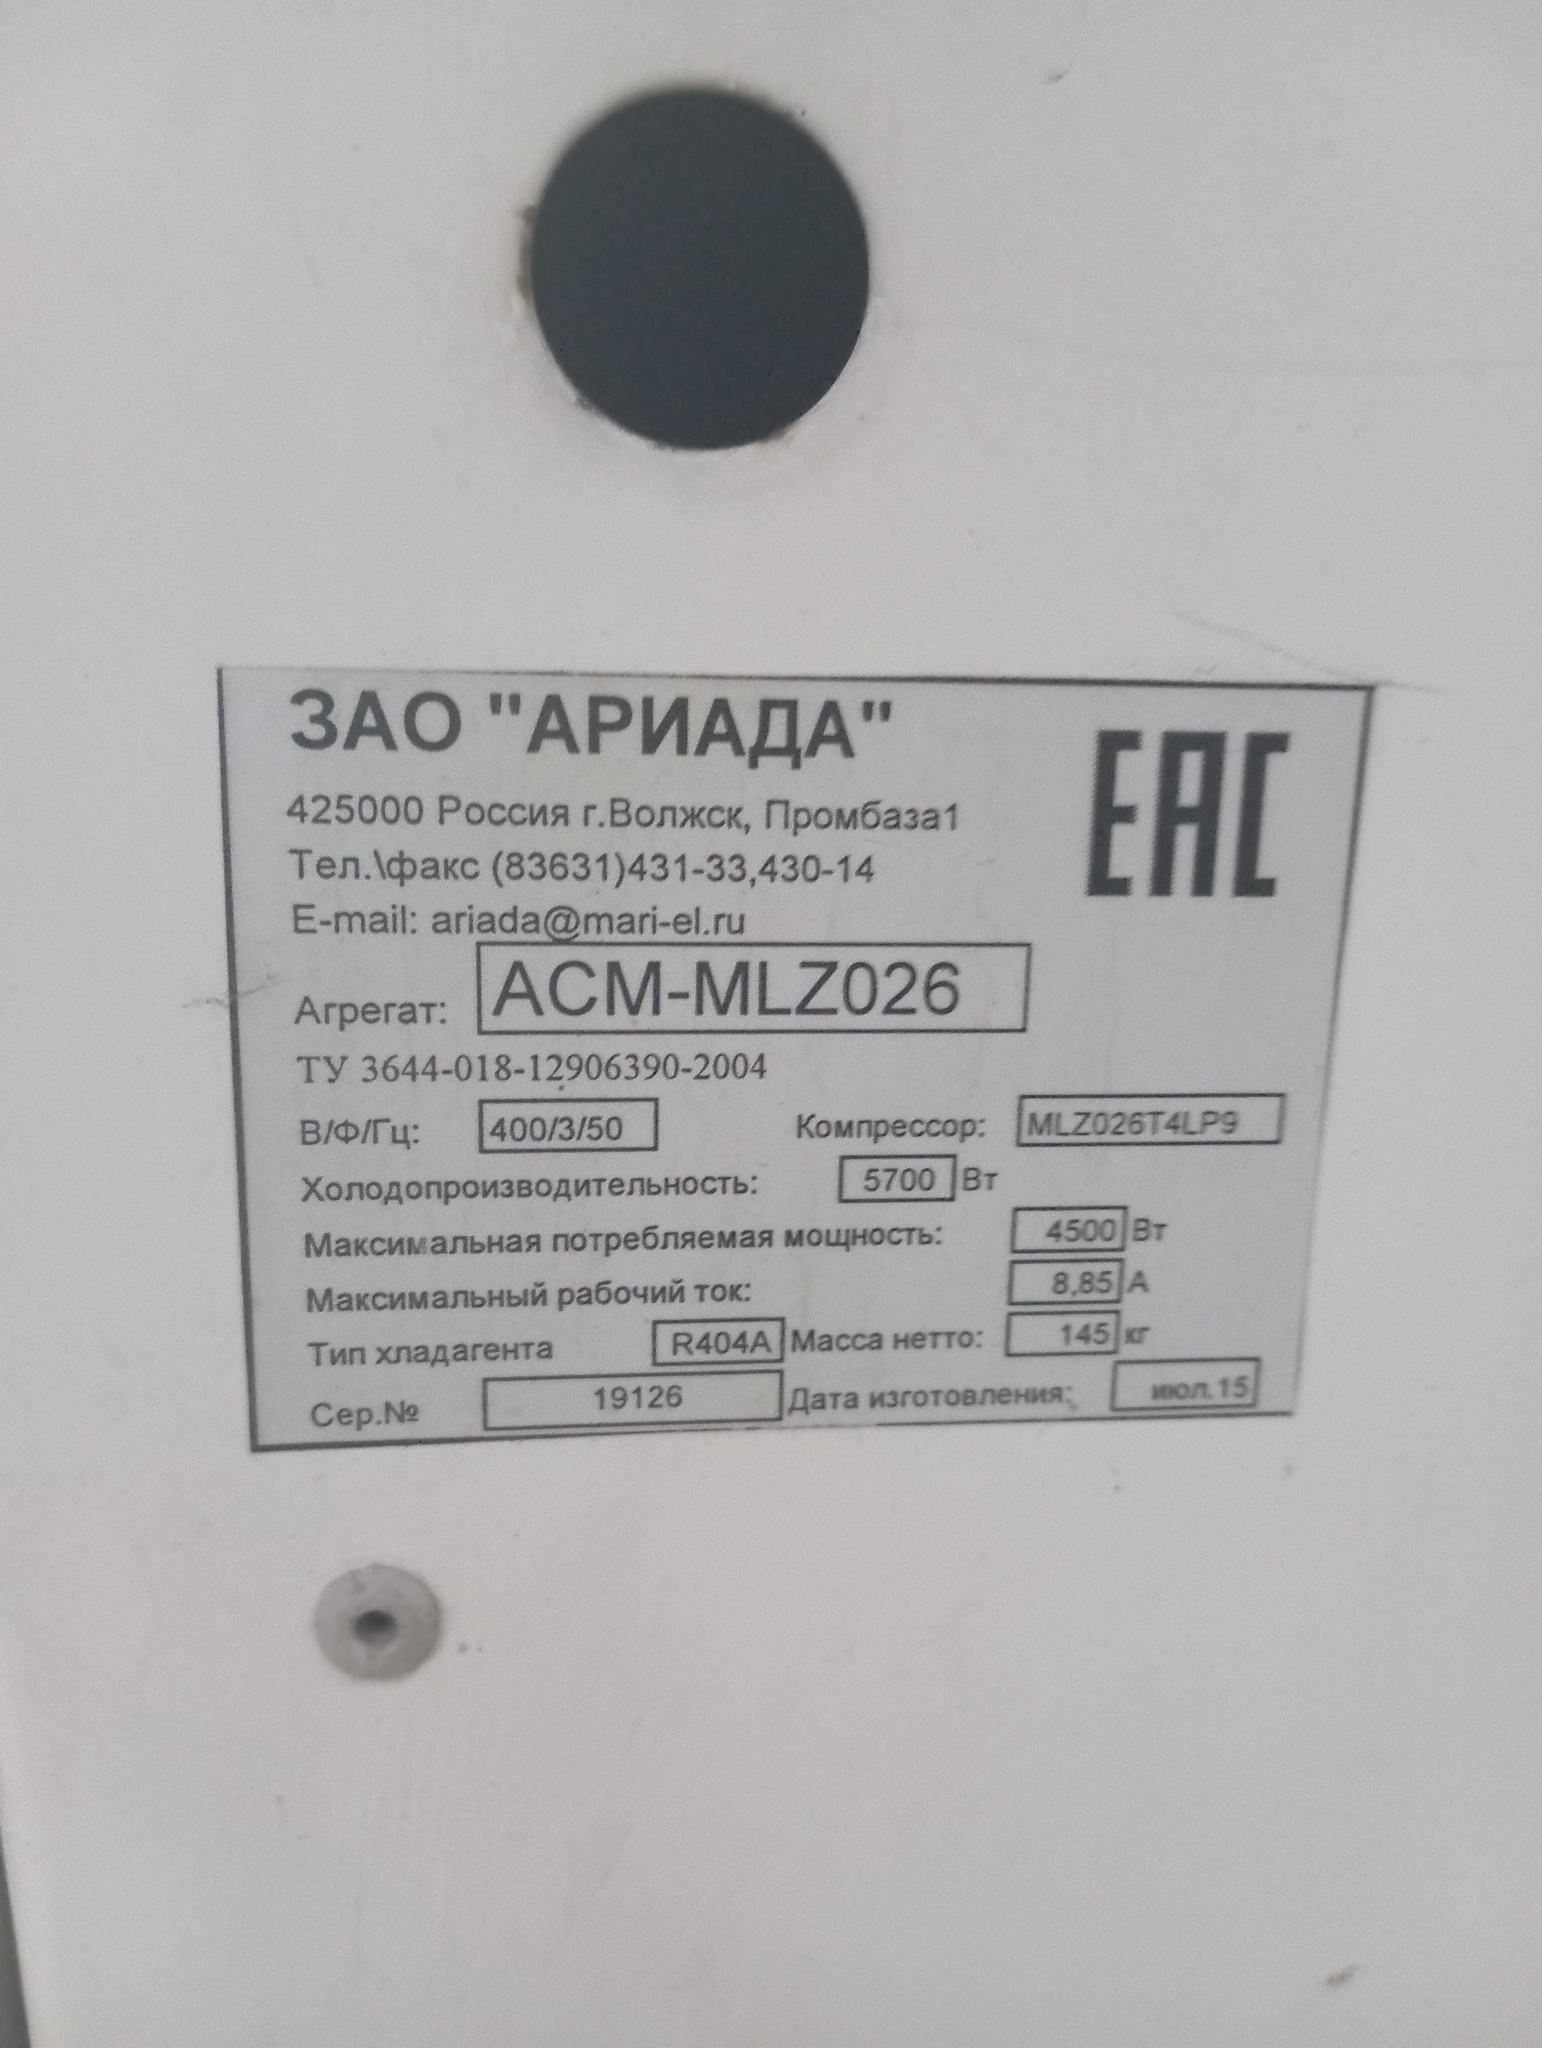 ЗАО "АРИАДА"
EAC
425000 Россия г.Волжск, Промбаза1
Тел.\факс (83631)431-33,430-14
E-mail: ariada@mari-el.ru
Агрегат: ACM-MLZ026
ТУ 3644-018-12906390-2004
В/Ф/Гц: 400/3/50 Компрессор: MLZ026T4LP9
Холодопроизводительность: 5700 Вт
Максимальная потребляемая мощность: 4500 Вт
Максимальный рабочий ток: 8,85 А
Тип хладагента R404A Масса нетто: 145 кг
Сер.№ 19126 Дата изготовления: июл.15